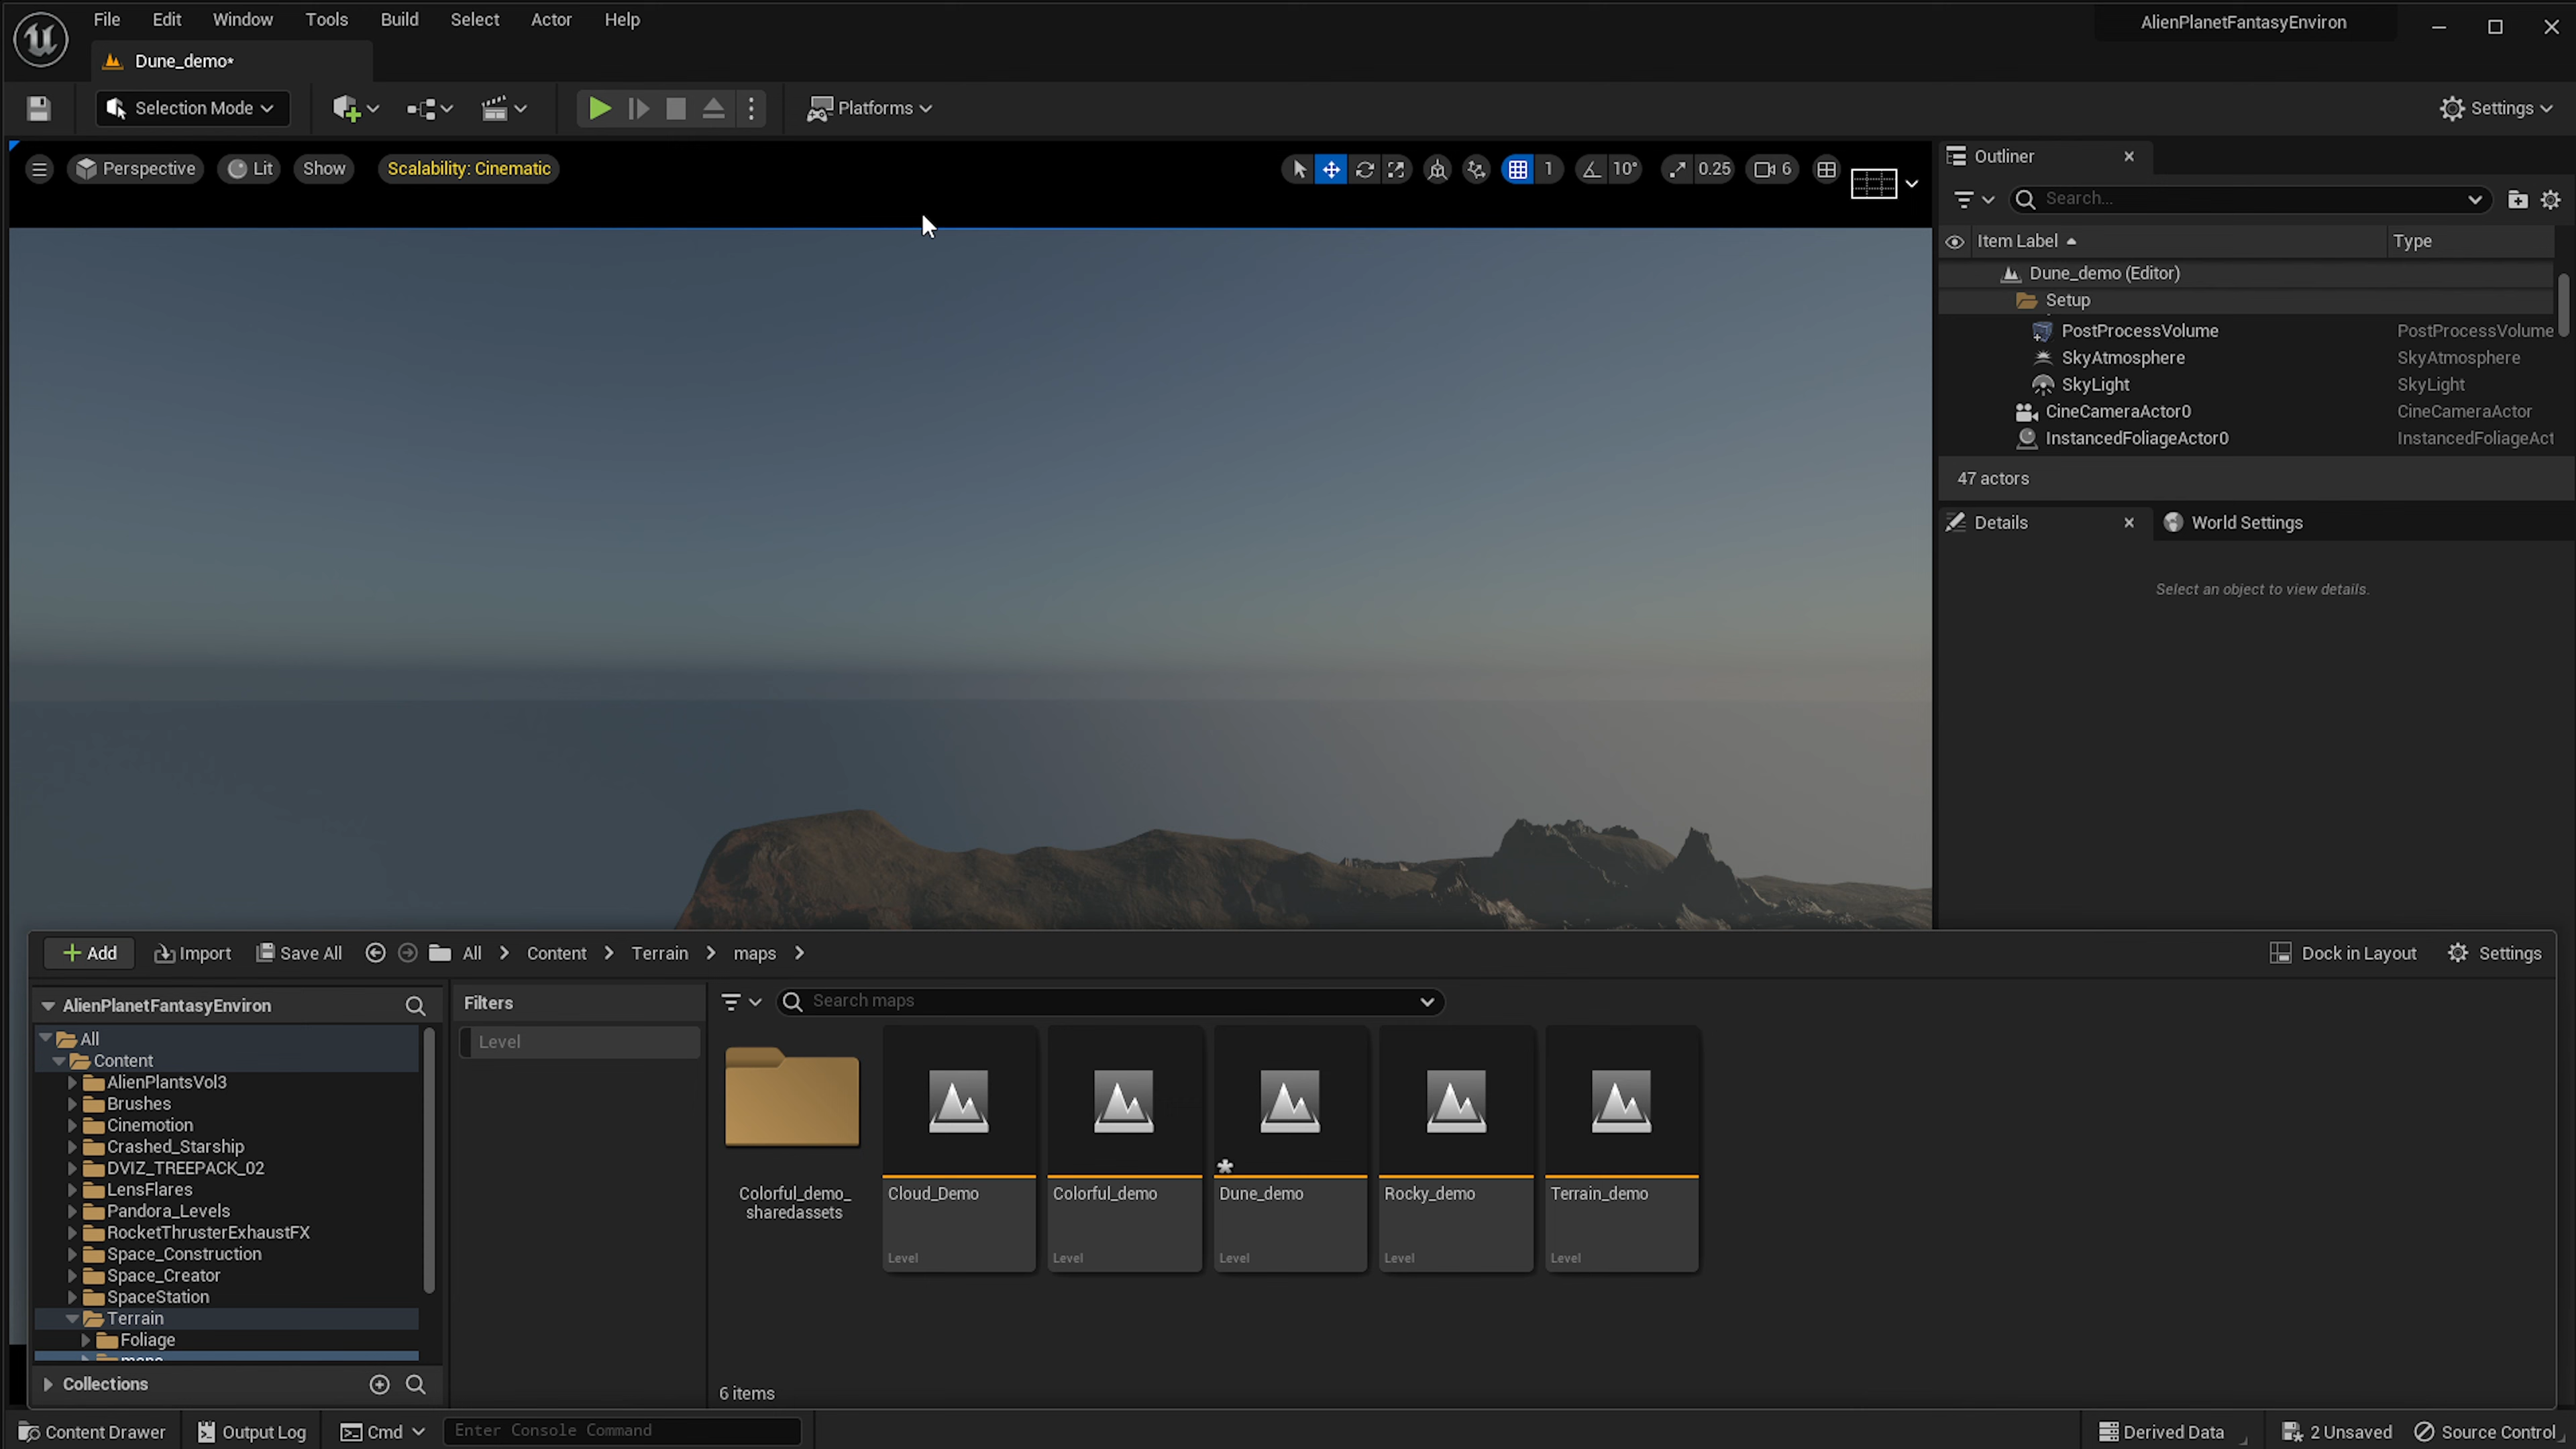 File Edit Window Tools Build Select Actor Help
AlienPlanetFantasyEnviron
Dune_demo*
Selection Mode
Platforms
Settings
Perspective Lit Show Scalability: Cinematic
1 10° 0.25 6
Outliner
Search...
Item Label Type
Dune_demo (Editor)
Setup
PostProcessVolume PostProcessVolume
SkyAtmosphere SkyAtmosphere
SkyLight SkyLight
CineCameraActor0 CineCameraActor
InstancedFoliageActor0 InstancedFoliageAct
47 actors
Details World Settings
Select an object to view details.
Add Import Save All All Content Terrain maps
Dock in Layout Settings
AlienPlanetFantasyEnviron
All
Content
AlienPlantsVol3
Brushes
Cinemotion
Crashed_Starship
DVIZ_TREEPACK_02
LensFlares
Pandora_Levels
RocketThrusterExhaustFX
Space_Construction
Space_Creator
SpaceStation
Terrain
Foliage
Collections
Filters
Level
Search maps
Colorful_demo_
sharedassets
Cloud_Demo
Level
Colorful_demo
Level
Dune_demo
Level
Rocky_demo
Level
Terrain_demo
Level
6 items
Content Drawer Output Log Cmd Enter Console Command
Derived Data 2 Unsaved Source Control